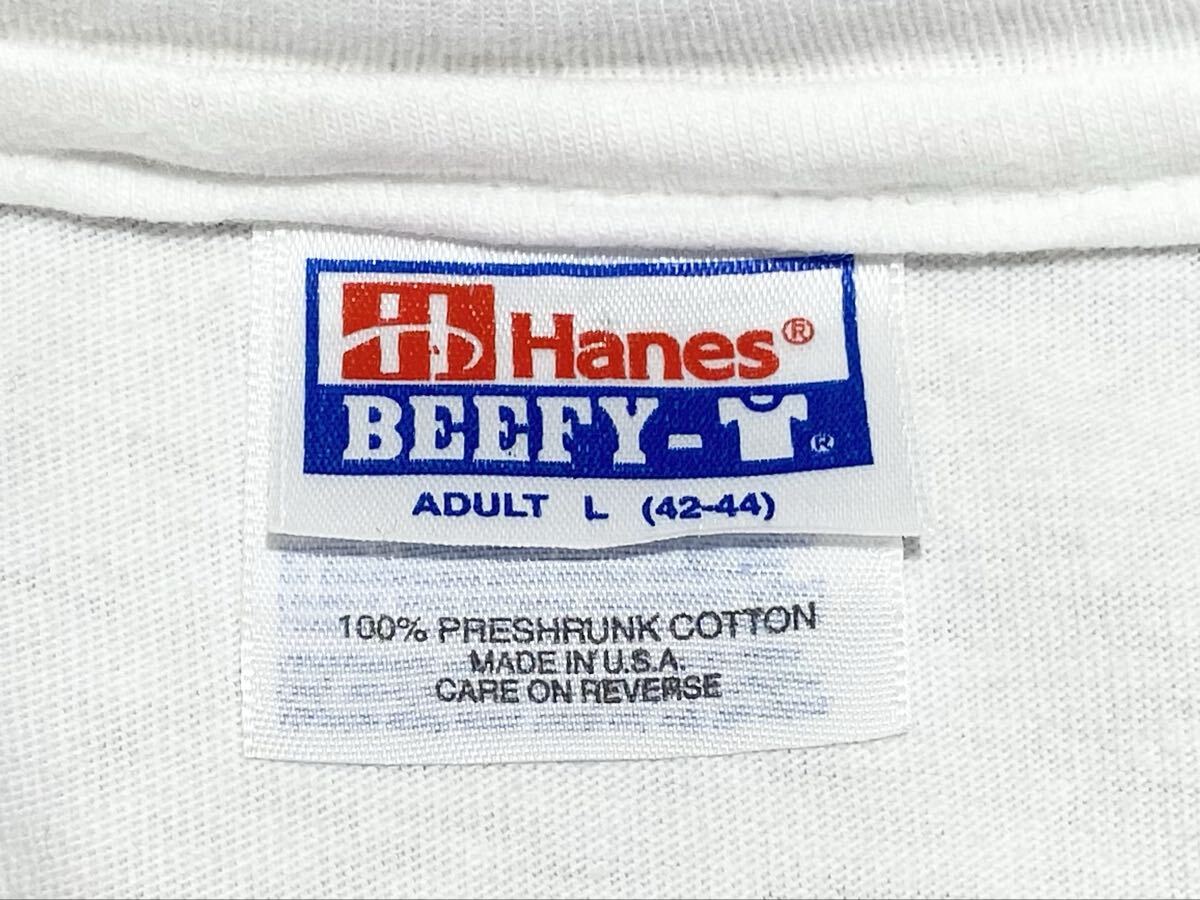 Hanes®
BEEFY-T®
ADULT L (42-44)
100% PRESHRUNK COTTON
MADE IN U.S.A.
CARE ON REVERSE